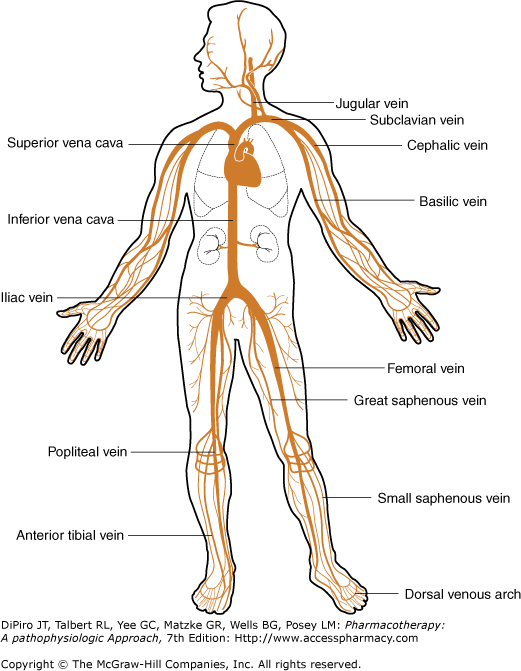 Jugular vein
Subclavian vein
Superior vena cava
Cephalic vein
Basilic vein
Inferior vena cava
Iliac vein
Femoral vein
Great saphenous vein
Popliteal vein
Small saphenous vein
Anterior tibial vein
Dorsal venous arch
DiPiro JT, Talbert RL, Yee GC, Matzke GR, Wells BG, Posey LM: Pharmacotherapy:
A pathophysiologic Approach, 7th Edition: Http://www.accesspharmacy.com
Copyright © The McGraw-Hill Companies, Inc. All rights reserved.